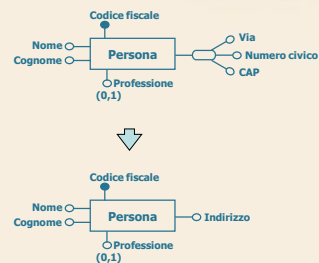 Codice fiscale
Nome
Cognome
Persona
Via
Numero civico
CAP
Professione
(0,1)
Codice fiscale
Nome
Cognome
Persona
Indirizzo
Professione
(0,1)